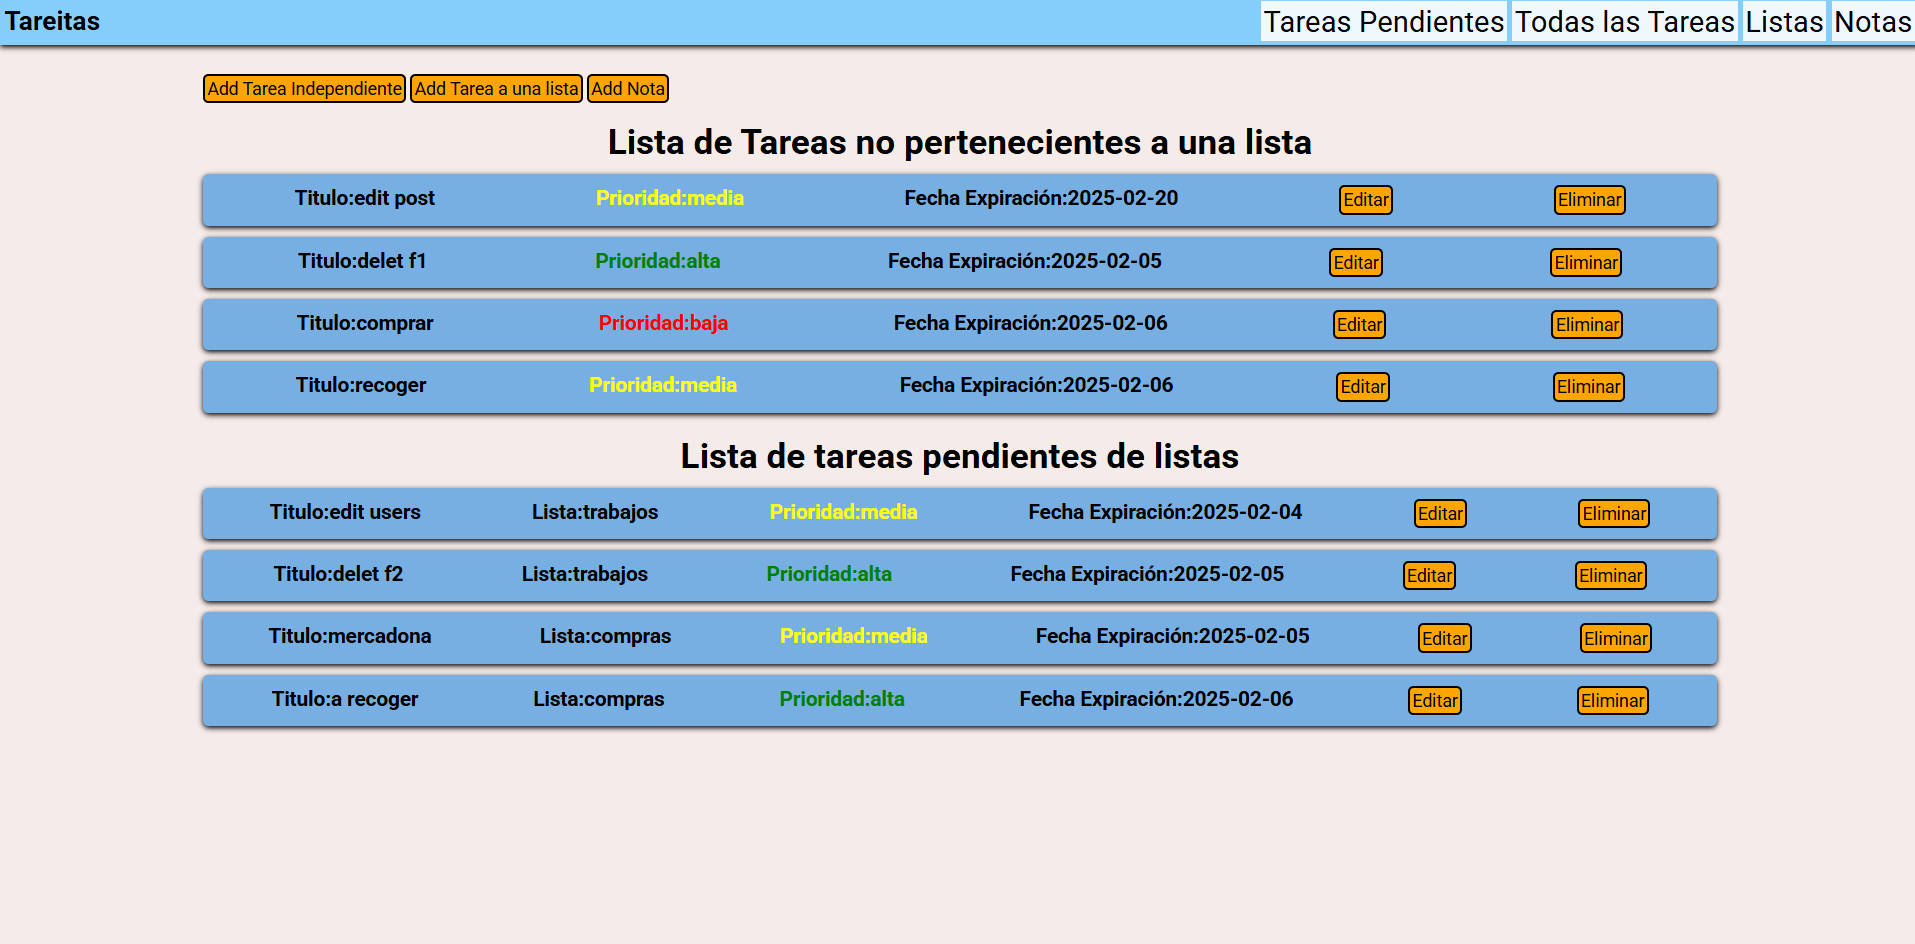 Tareitas Tareas Pendientes Todas las Tareas Listas Notas
Add Tarea Independiente Add Tarea a una lista Add Nota
Lista de Tareas no pertenecientes a una lista
Titulo:edit post Prioridad:media Fecha Expiración:2025-02-20 Editar Eliminar
Titulo:delet f1 Prioridad:alta Fecha Expiración:2025-02-05 Editar Eliminar
Titulo:comprar Prioridad:baja Fecha Expiración:2025-02-06 Editar Eliminar
Titulo:recoger Prioridad:media Fecha Expiración:2025-02-06 Editar Eliminar
Lista de tareas pendientes de listas
Titulo:edit users Lista:trabajos Prioridad:media Fecha Expiración:2025-02-04 Editar Eliminar
Titulo:delet f2 Lista:trabajos Prioridad:alta Fecha Expiración:2025-02-05 Editar Eliminar
Titulo:mercadona Lista:compras Prioridad:media Fecha Expiración:2025-02-05 Editar Eliminar
Titulo:a recoger Lista:compras Prioridad:alta Fecha Expiración:2025-02-06 Editar Eliminar